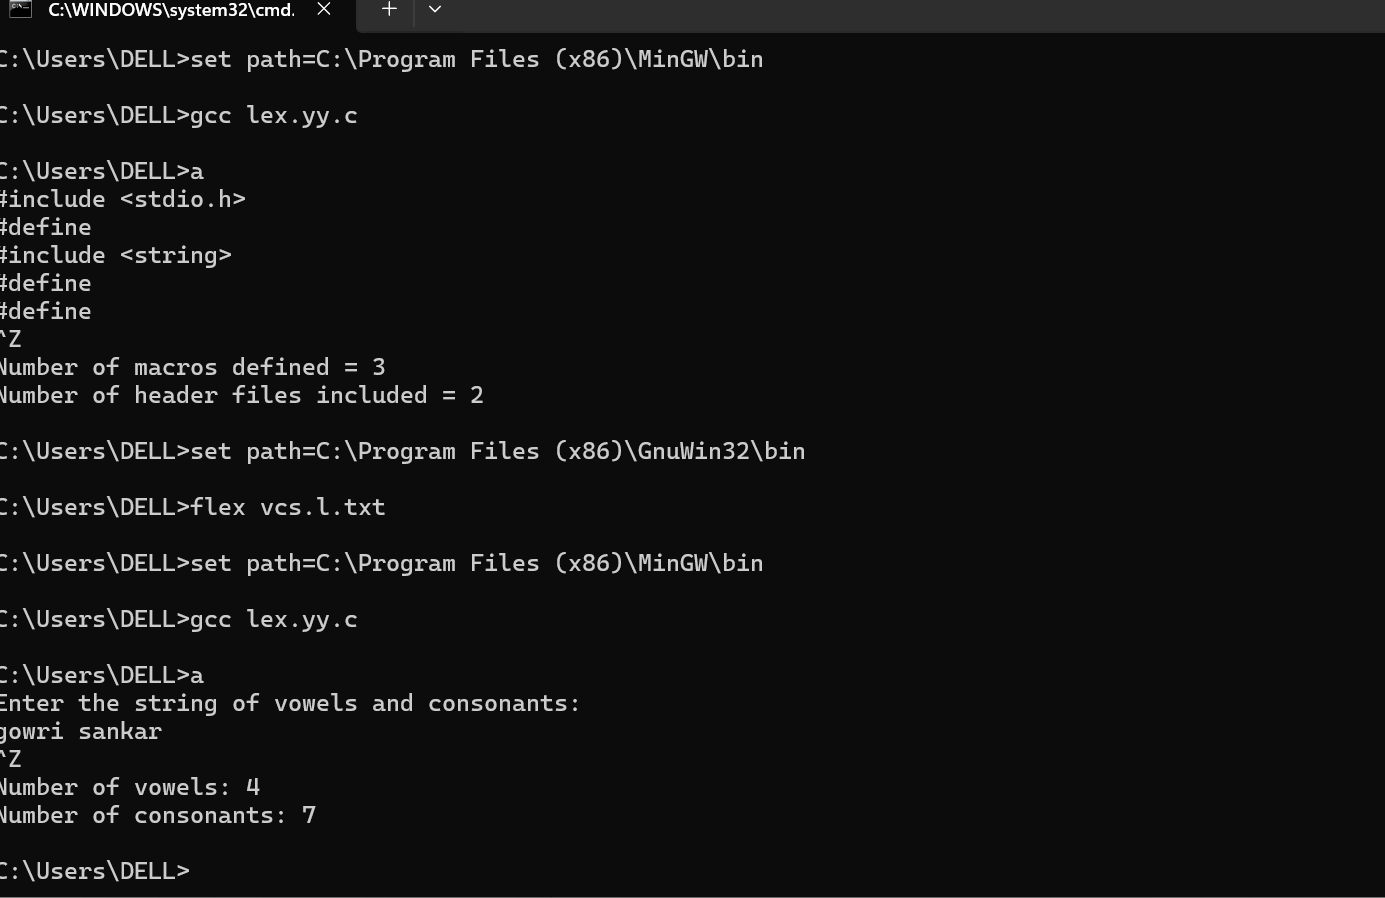 C:\WINDOWS\system32\cmd.
C:\Users\DELL>set path=C:\Program Files (x86)\MinGW\bin
C:\Users\DELL>gcc lex.yy.c
C:\Users\DELL>a
#include <stdio.h>
#define
#include <string>
#define
#define
^Z
Number of macros defined = 3
Number of header files included = 2
C:\Users\DELL>set path=C:\Program Files (x86)\GnuWin32\bin
C:\Users\DELL>flex vcs.l.txt
C:\Users\DELL>set path=C:\Program Files (x86)\MinGW\bin
C:\Users\DELL>gcc lex.yy.c
C:\Users\DELL>a
Enter the string of vowels and consonants:
gowri sankar
^Z
Number of vowels: 4
Number of consonants: 7
C:\Users\DELL>